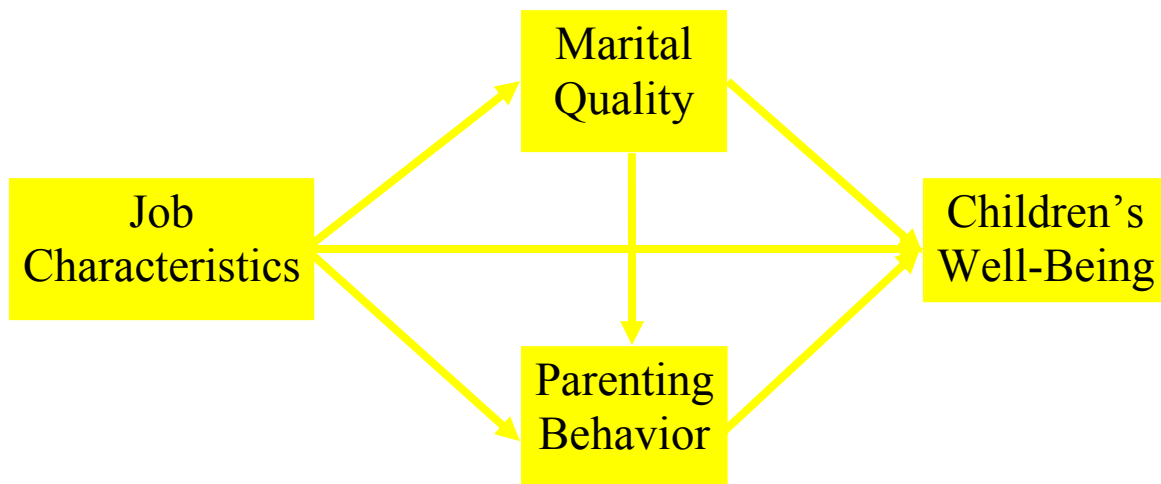 Marital
Quality
Job
Characteristics
Children’s
Well-Being
Parenting
Behavior